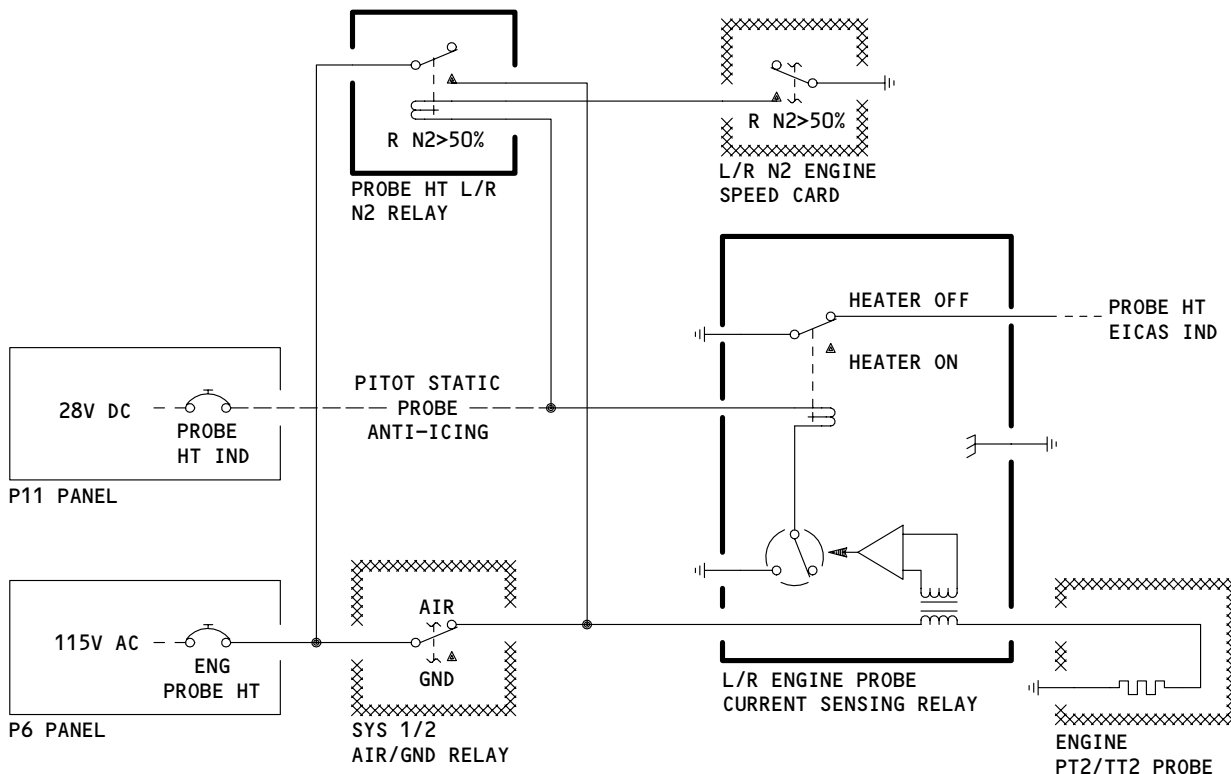 R N2>50%
PROBE HT L/R
N2 RELAY
R N2>50%
L/R N2 ENGINE
SPEED CARD
HEATER OFF
HEATER ON
PROBE HT
EICAS IND
28V DC
PROBE
HT IND
P11 PANEL
PITOT STATIC
PROBE
ANTI-ICING
115V AC
ENG
PROBE HT
P6 PANEL
AIR
GND
SYS 1/2
AIR/GND RELAY
L/R ENGINE PROBE
CURRENT SENSING RELAY
ENGINE
PT2/TT2 PROBE